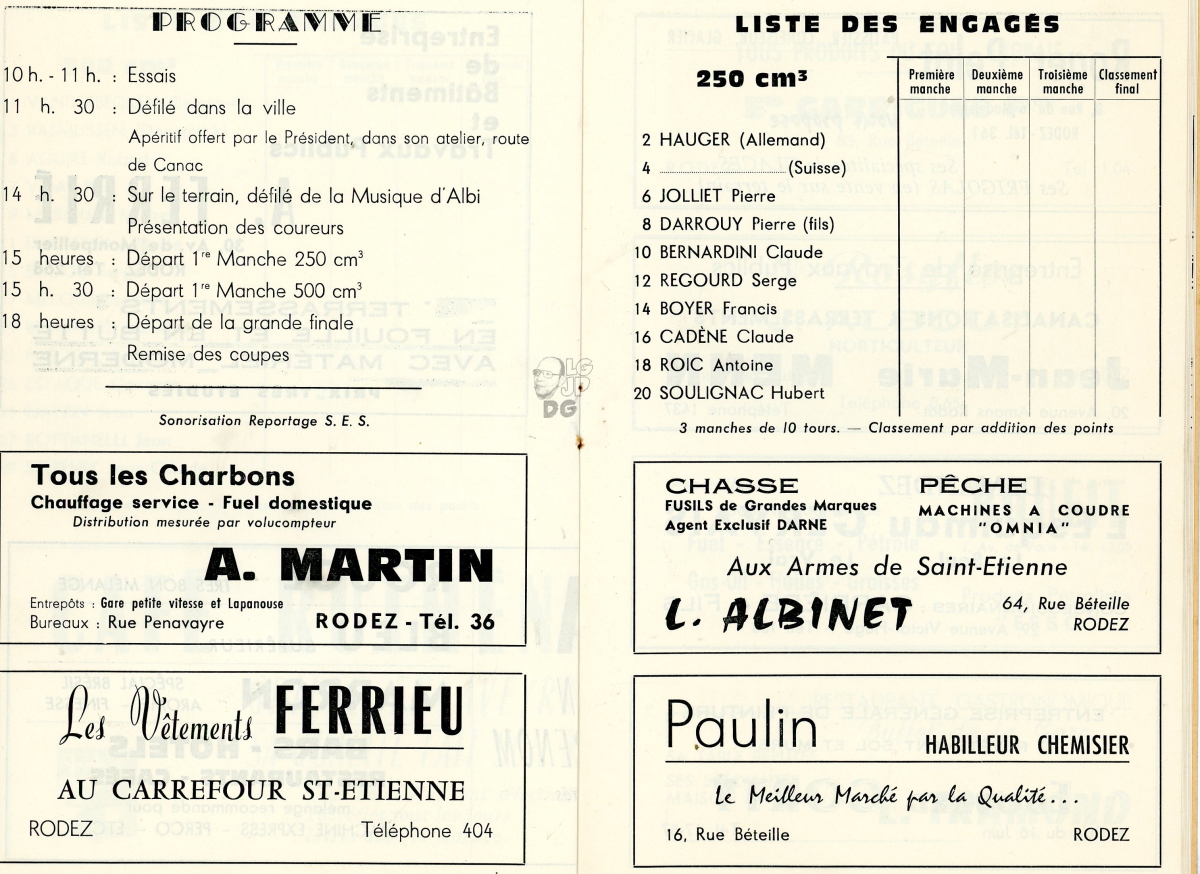 PROGRAMME
10 h. - 11 h. : Essais
11 h. 30 : Défilé dans la ville
Apéritif offert par le Président, dans son atelier, route
de Canac
14 h. 30 : Sur le terrain, défilé de la Musique d'Albi
Présentation des coureurs
15 heures : Départ 1re Manche 250 cm³
15 h. 30 : Départ 1re Manche 500 cm³
18 heures : Départ de la grande finale
Remise des coupes
Sonorisation Reportage S. E. S.
Tous les Charbons
Chauffage service - Fuel domestique
Distribution mesurée par volucompteur
A. MARTIN
Entrepôts : Gare petite vitesse et Lapanouse
Bureaux : Rue Penavayre
RODEZ - Tél. 36
Les Vêtements FERRIEU
AU CARREFOUR ST-ETIENNE
RODEZ Téléphone 404
LG
JP
DG
LISTE DES ENGAGÉS
250 cm³
Première manche
Deuxième manche
Troisième manche
Classement final
2 HAUGER (Allemand)
4 .................... (Suisse)
6 JOLLIET Pierre
8 DARROUY Pierre (fils)
10 BERNARDINI Claude
12 REGOURD Serge
14 BOYER Francis
16 CADÈNE Claude
18 ROIC Antoine
20 SOULIGNAC Hubert
3 manches de 10 tours. — Classement par addition des points
CHASSE
FUSILS de Grandes Marques
Agent Exclusif DARNE
PÊCHE
MACHINES A COUDRE
"OMNIA"
Aux Armes de Saint-Etienne
L. ALBINET
64, Rue Béteille
RODEZ
Paulin
HABILLEUR CHEMISIER
Le Meilleur Marché par la Qualité...
16, Rue Béteille RODEZ